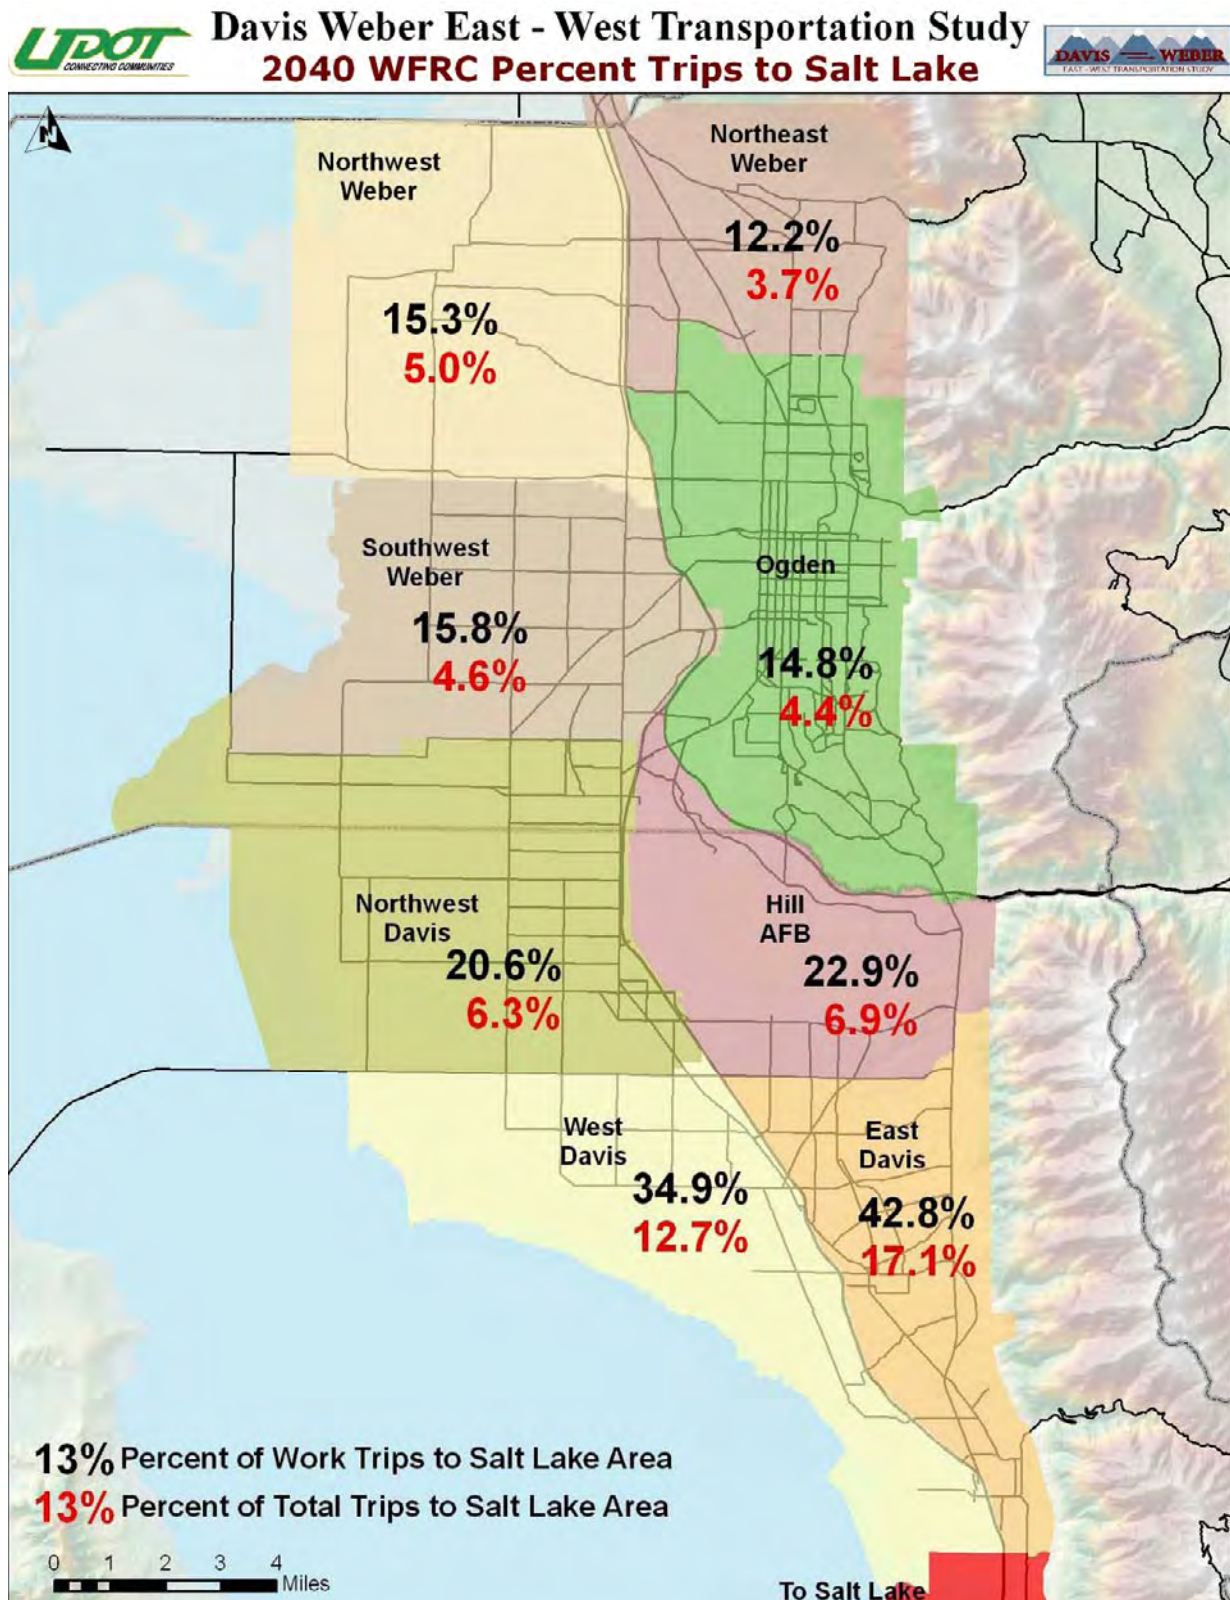 UDOT
CONNECTING COMMUNITIES
Davis Weber East - West Transportation Study
2040 WFRC Percent Trips to Salt Lake
DAVIS WEBER
EAST - WEST TRANSPORTATION STUDY
N
Northwest
Weber
15.3%
5.0%
Northeast
Weber
12.2%
3.7%
Southwest
Weber
15.8%
4.6%
Ogden
14.8%
4.4%
Northwest
Davis
20.6%
6.3%
Hill
AFB
22.9%
6.9%
West
Davis
34.9%
12.7%
East
Davis
42.8%
17.1%
13% Percent of Work Trips to Salt Lake Area
13% Percent of Total Trips to Salt Lake Area
0 1 2 3 4
Miles
To Salt Lake